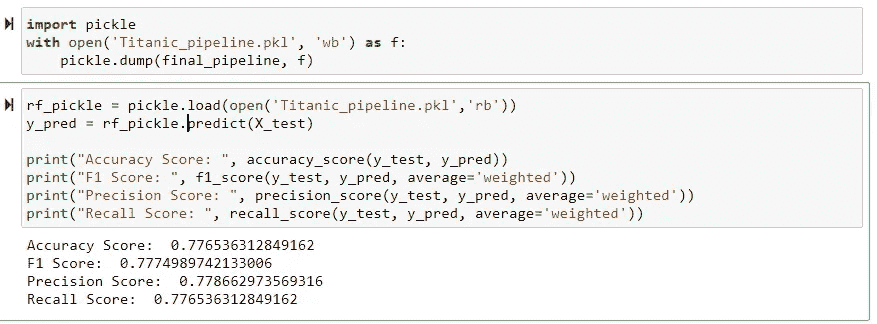 import pickle
with open('Titanic_pipeline.pkl', 'wb') as f:
    pickle.dump(final_pipeline, f)
rf_pickle = pickle.load(open('Titanic_pipeline.pkl','rb'))
y_pred = rf_pickle.predict(X_test)
print("Accuracy Score: ", accuracy_score(y_test, y_pred))
print("F1 Score: ", f1_score(y_test, y_pred, average='weighted'))
print("Precision Score: ", precision_score(y_test, y_pred, average='weighted'))
print("Recall Score: ", recall_score(y_test, y_pred, average='weighted'))
Accuracy Score:  0.776536312849162
F1 Score:  0.7774989742133006
Precision Score:  0.778662973569316
Recall Score:  0.776536312849162